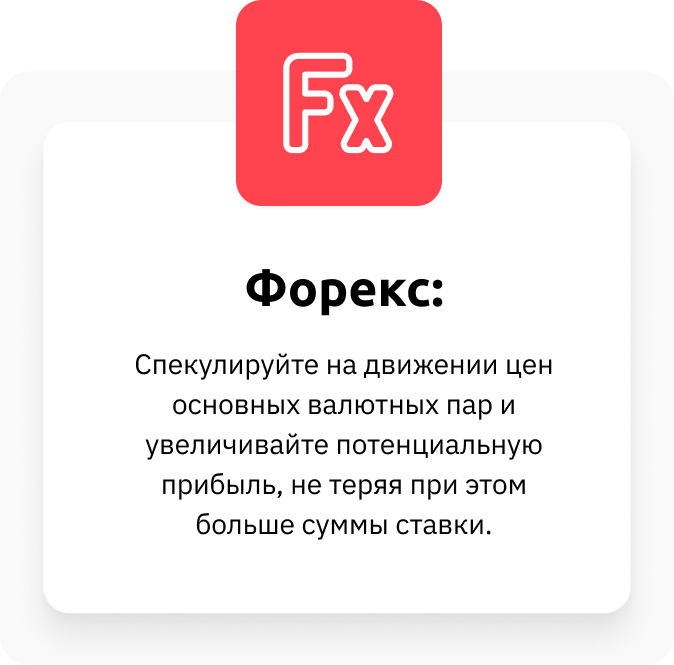 Fx
Форекс:
Спекулируйте на движении цен
основных валютных пар и
увеличивайте потенциальную
прибыль, не теряя при этом
больше суммы ставки.